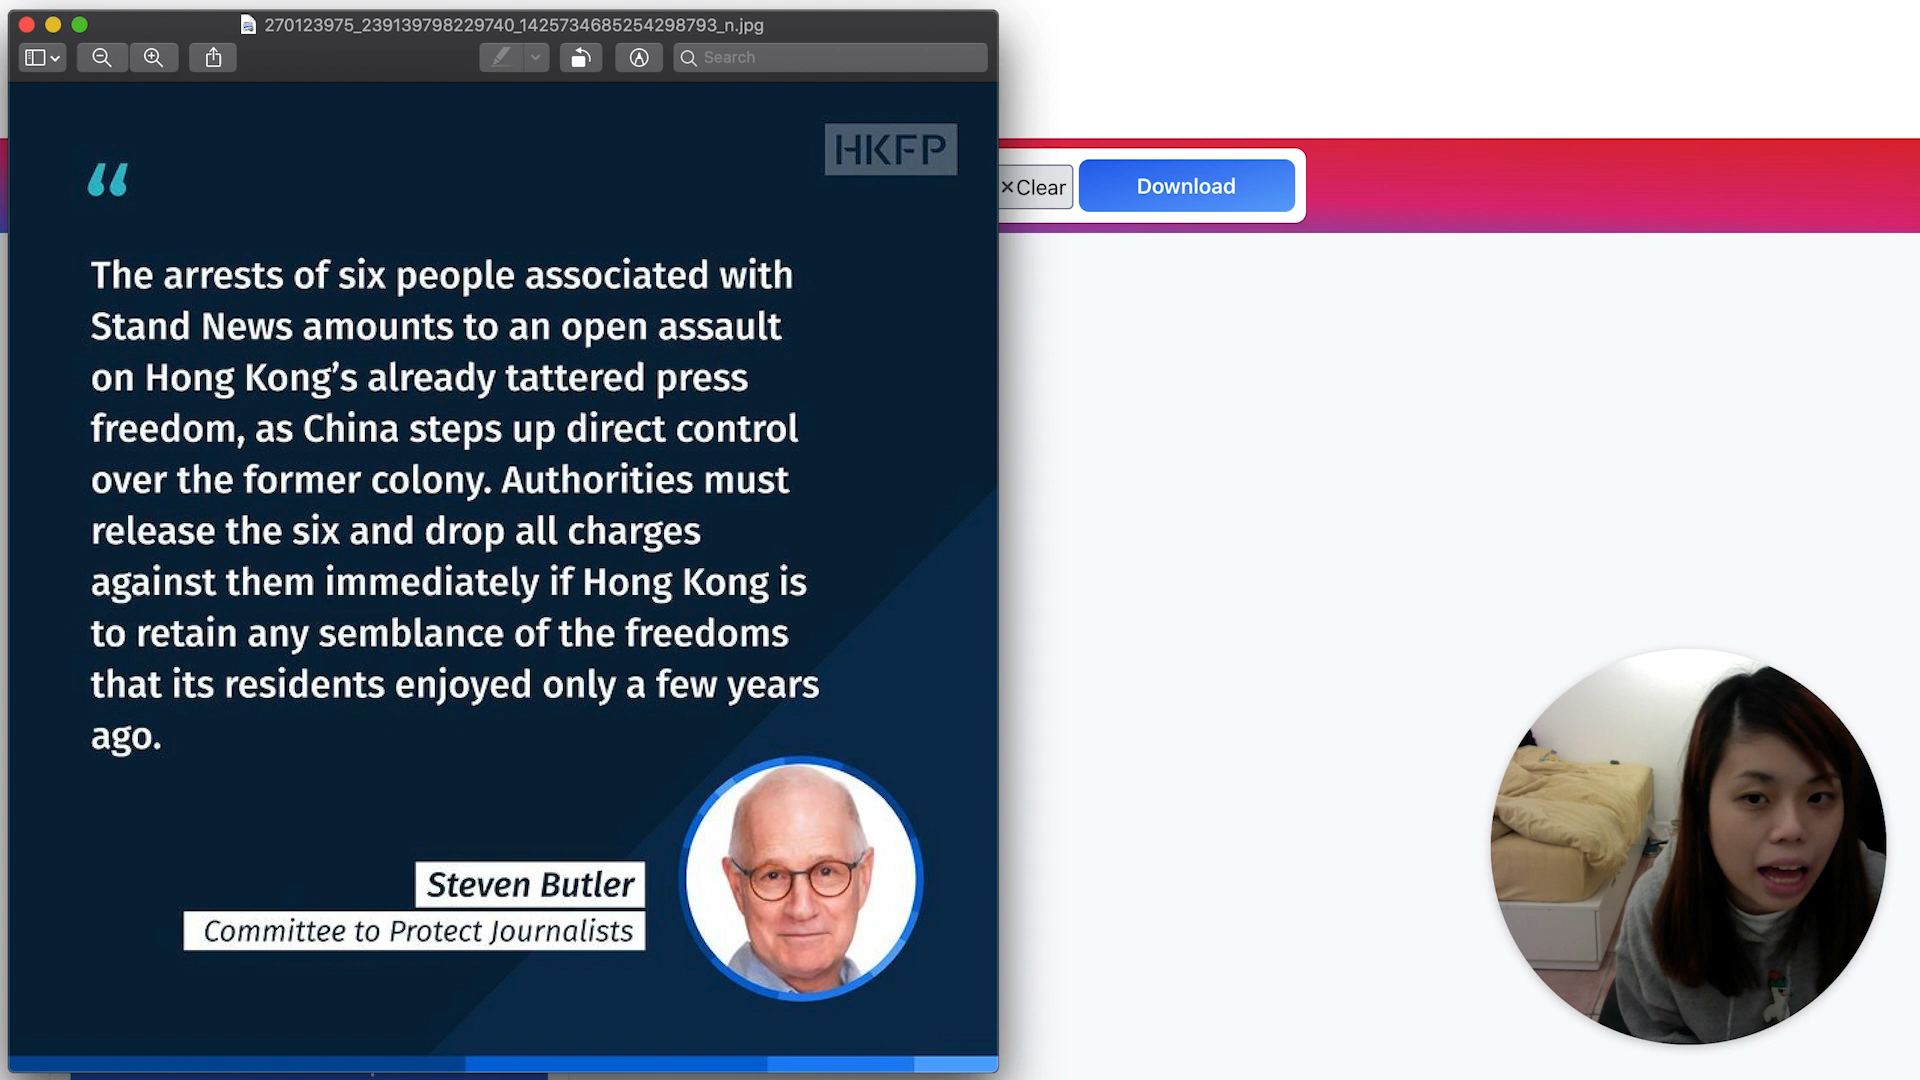 270123975_239139798229740_1425734685254298793_n.jpg
Search
HKFP
“
The arrests of six people associated with
Stand News amounts to an open assault
on Hong Kong’s already tattered press
freedom, as China steps up direct control
over the former colony. Authorities must
release the six and drop all charges
against them immediately if Hong Kong is
to retain any semblance of the freedoms
that its residents enjoyed only a few years
ago.
Steven Butler
Committee to Protect Journalists
×Clear
Download